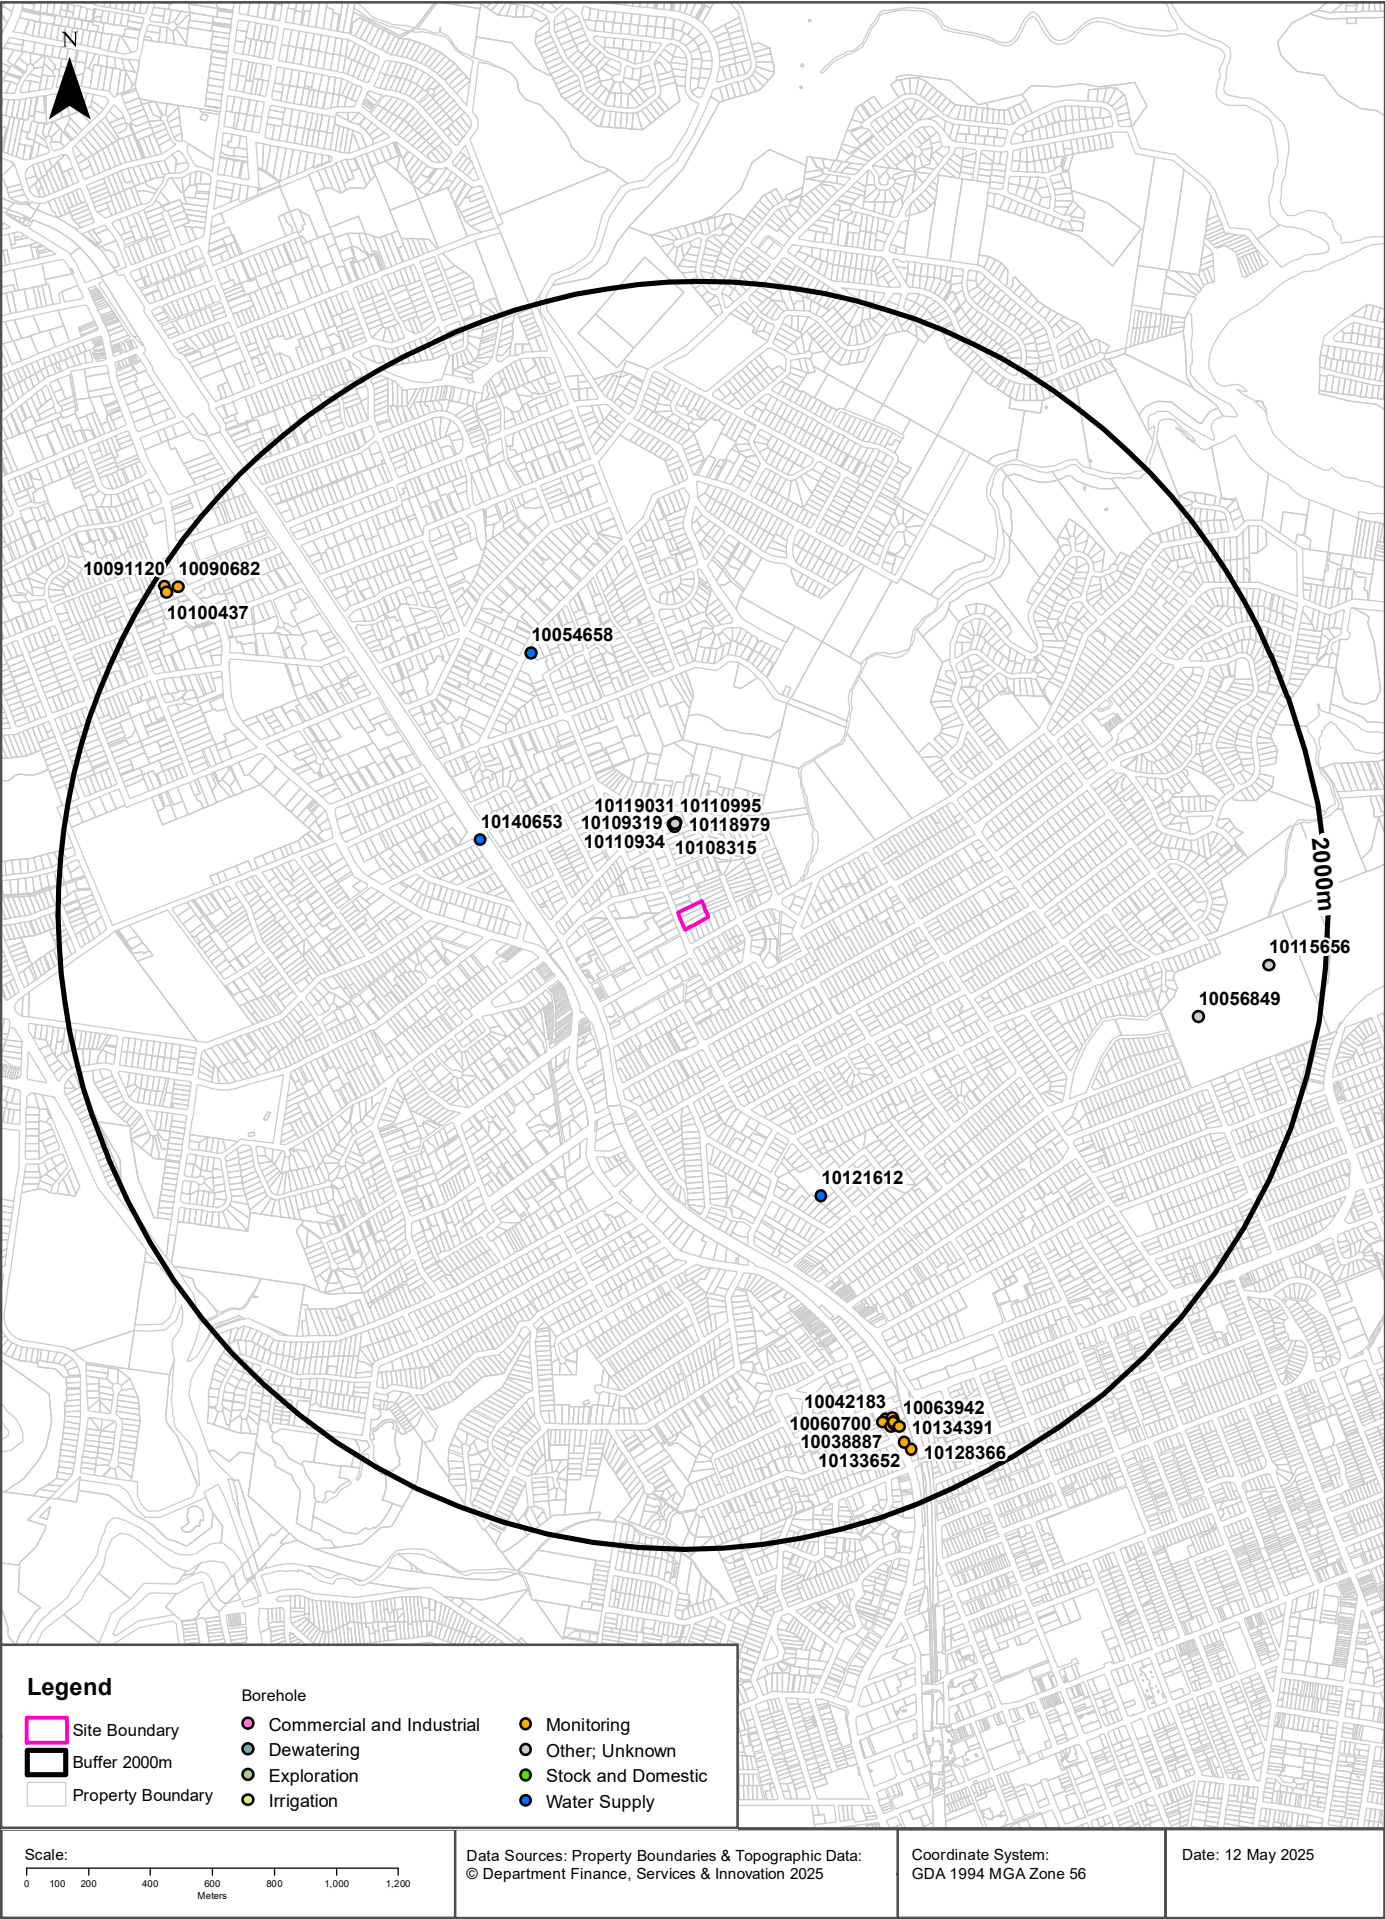 N
10091120 10090682
10100437
10054658
10140653
10119031 10110995
10109319 10118979
10110934 10108315
2000m
10115656
10056849
10121612
10042183 10063942
10060700 10134391
10038887
10133652 10128366
Legend
Site Boundary
Buffer 2000m
Property Boundary
Borehole
Commercial and Industrial
Dewatering
Exploration
Irrigation
Monitoring
Other; Unknown
Stock and Domestic
Water Supply
Scale:
0 100 200 400 600 800 1,000 1,200
Meters
Data Sources: Property Boundaries & Topographic Data:
© Department Finance, Services & Innovation 2025
Coordinate System:
GDA 1994 MGA Zone 56
Date: 12 May 2025